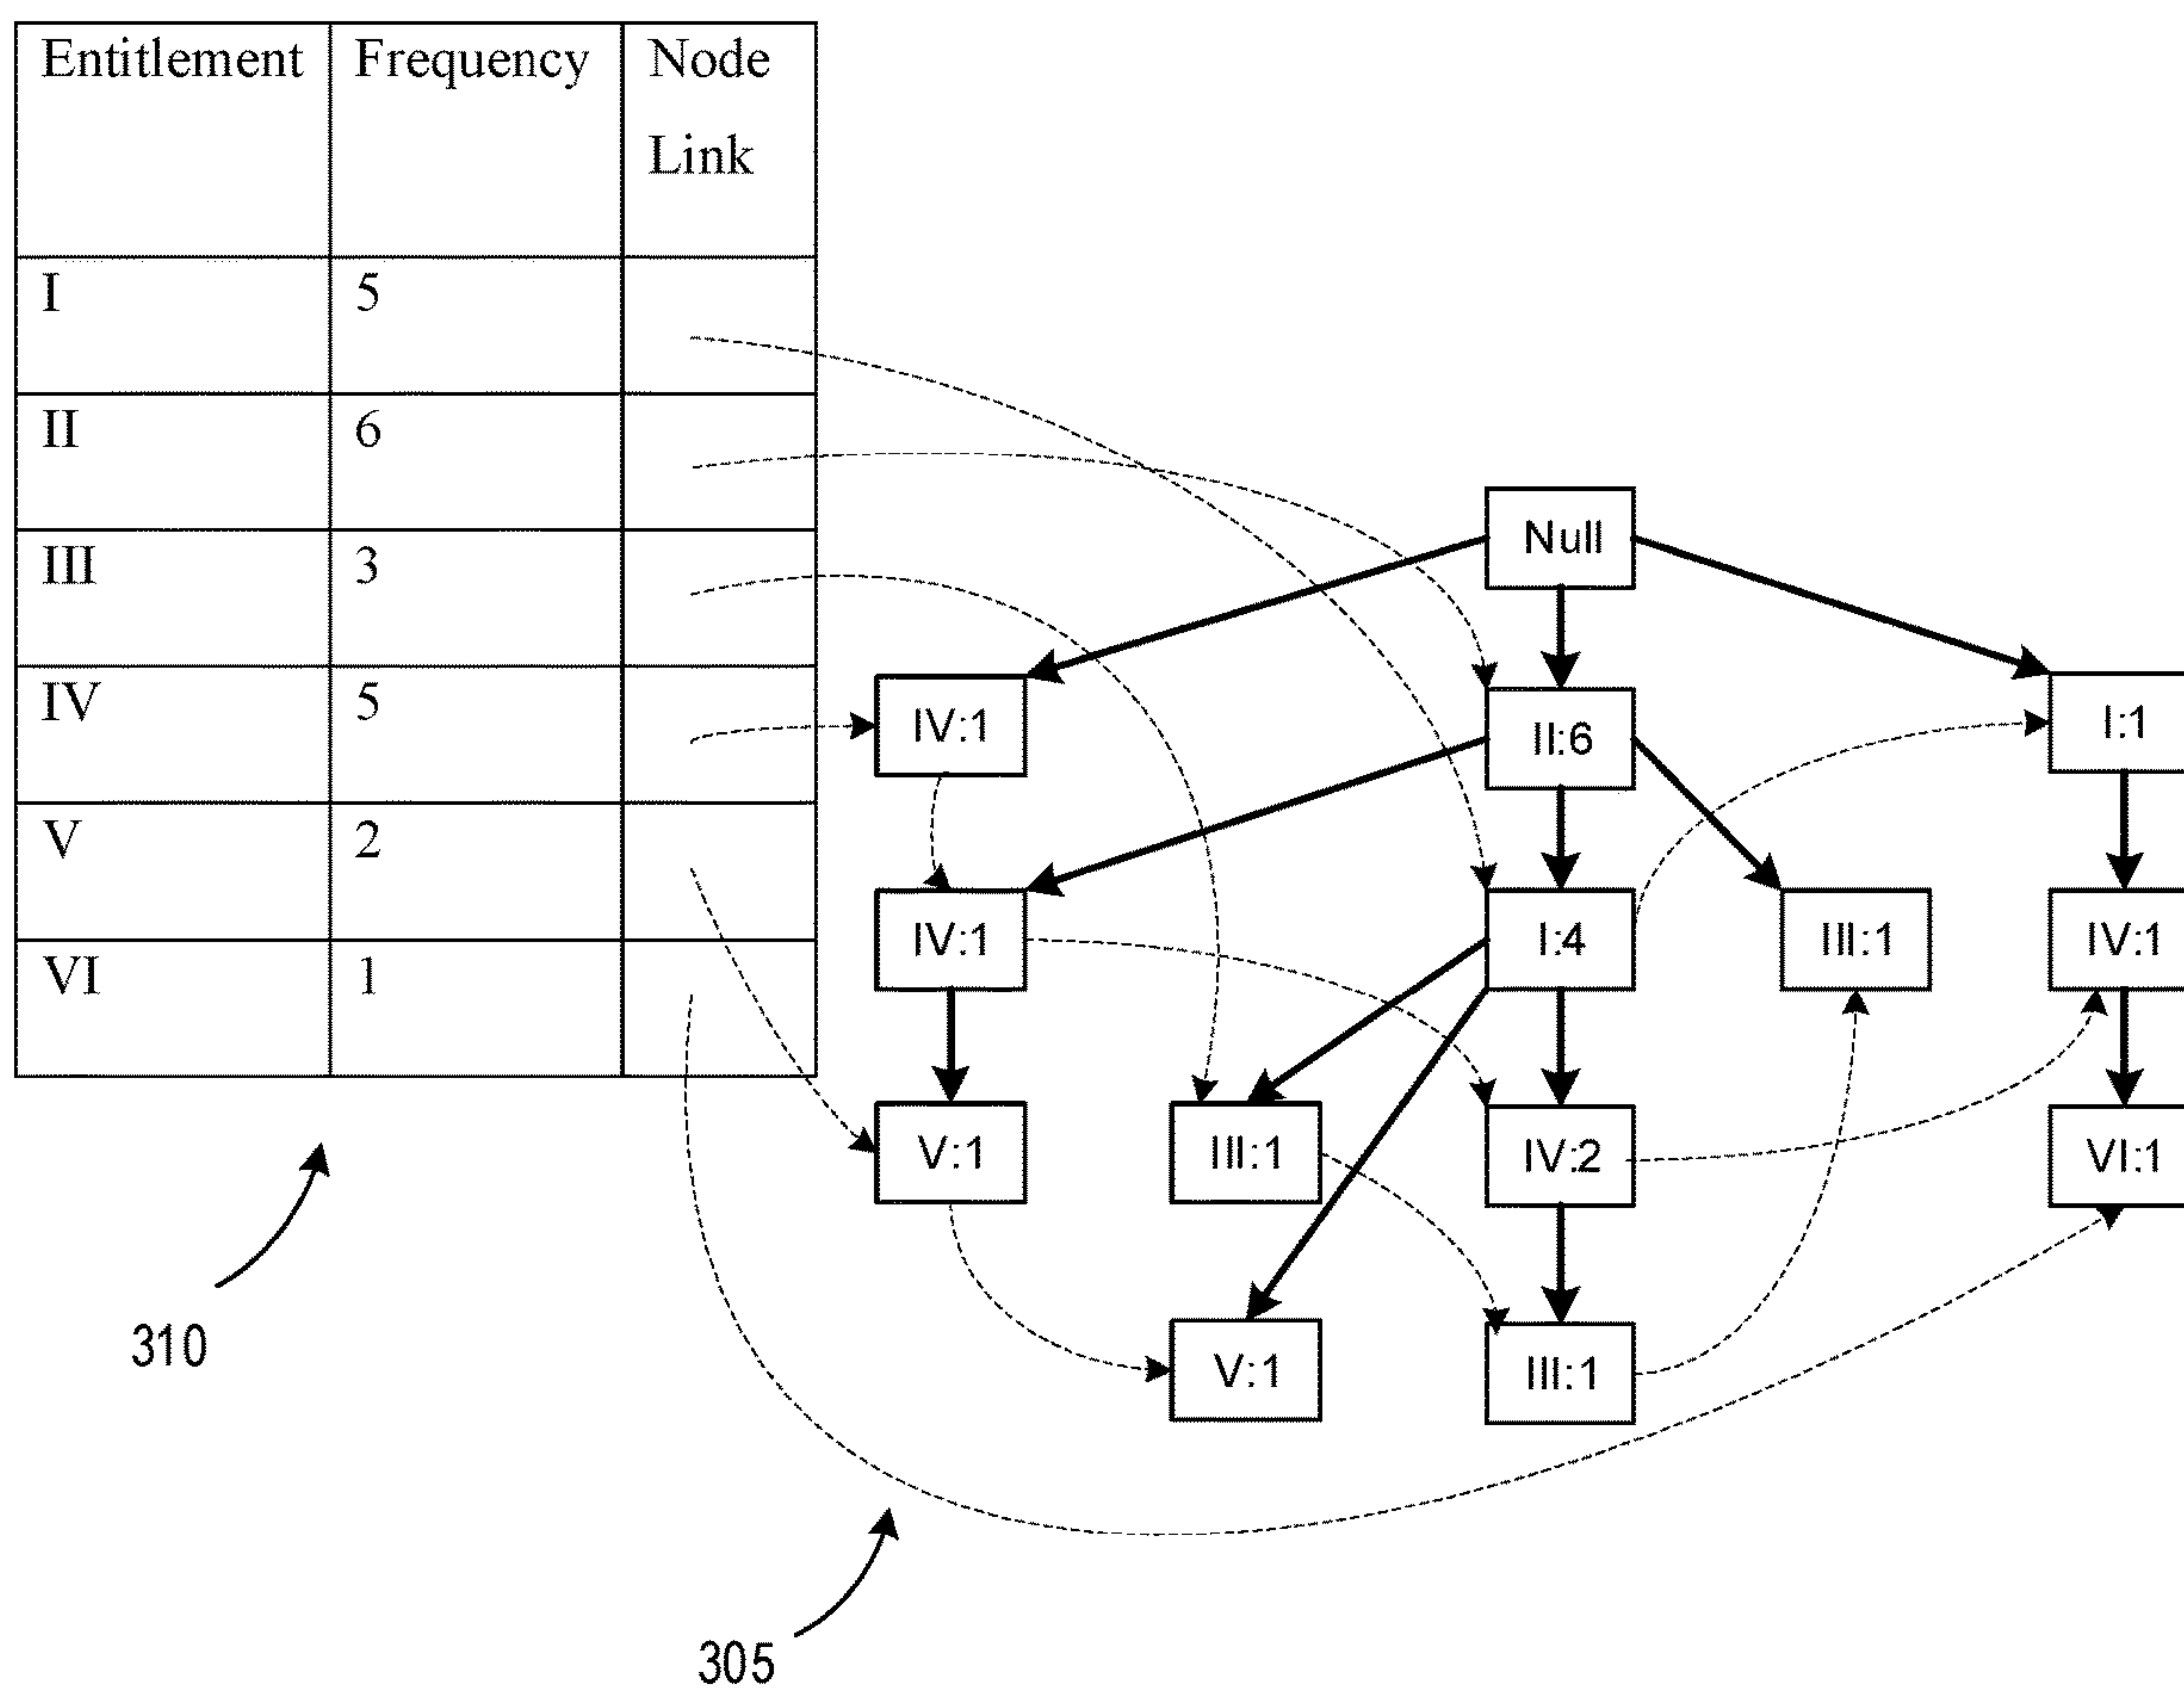 Entitlement Frequency Node
Link
I 5
II 6
III 3
IV 5
V 2
VI 1
Null
IV:1 II:6 I:1
IV:1 I:4 III:1 IV:1
V:1 III:1 IV:2 VI:1
V:1 III:1
310
305